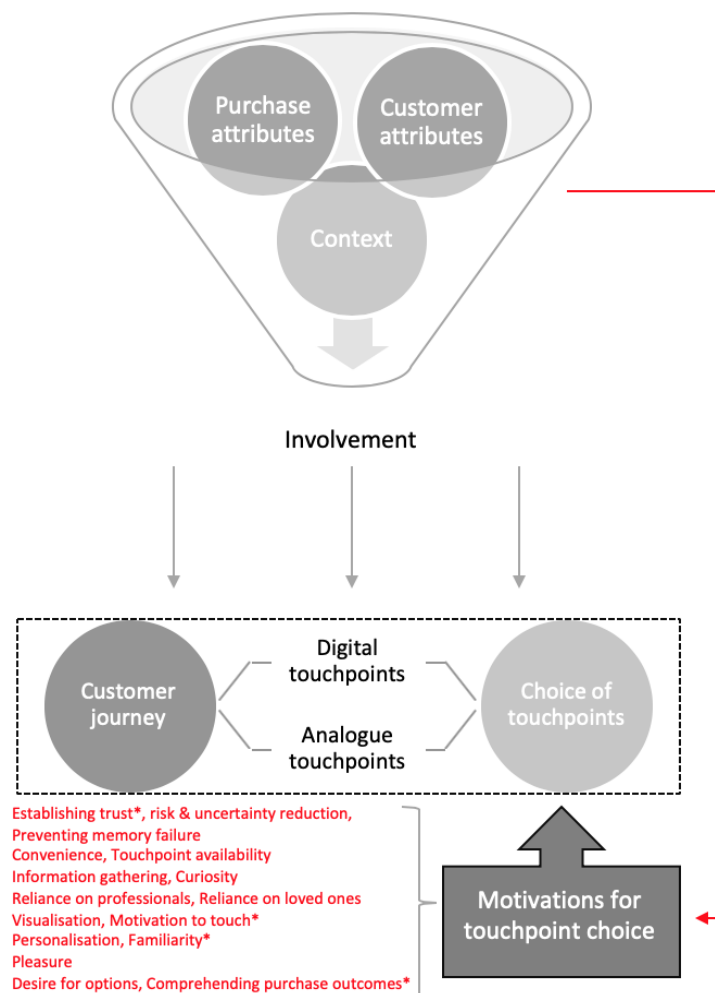 Purchase
attributes
Customer
attributes
Context
Involvement
Customer
journey
Digital
touchpoints
Analogue
touchpoints
Choice of
touchpoints
Establishing trust*, risk & uncertainty reduction,
Preventing memory failure
Convenience, Touchpoint availability
Information gathering, Curiosity
Reliance on professionals, Reliance on loved ones
Visualisation, Motivation to touch*
Personalisation, Familiarity*
Pleasure
Desire for options, Comprehending purchase outcomes*
Motivations for
touchpoint choice